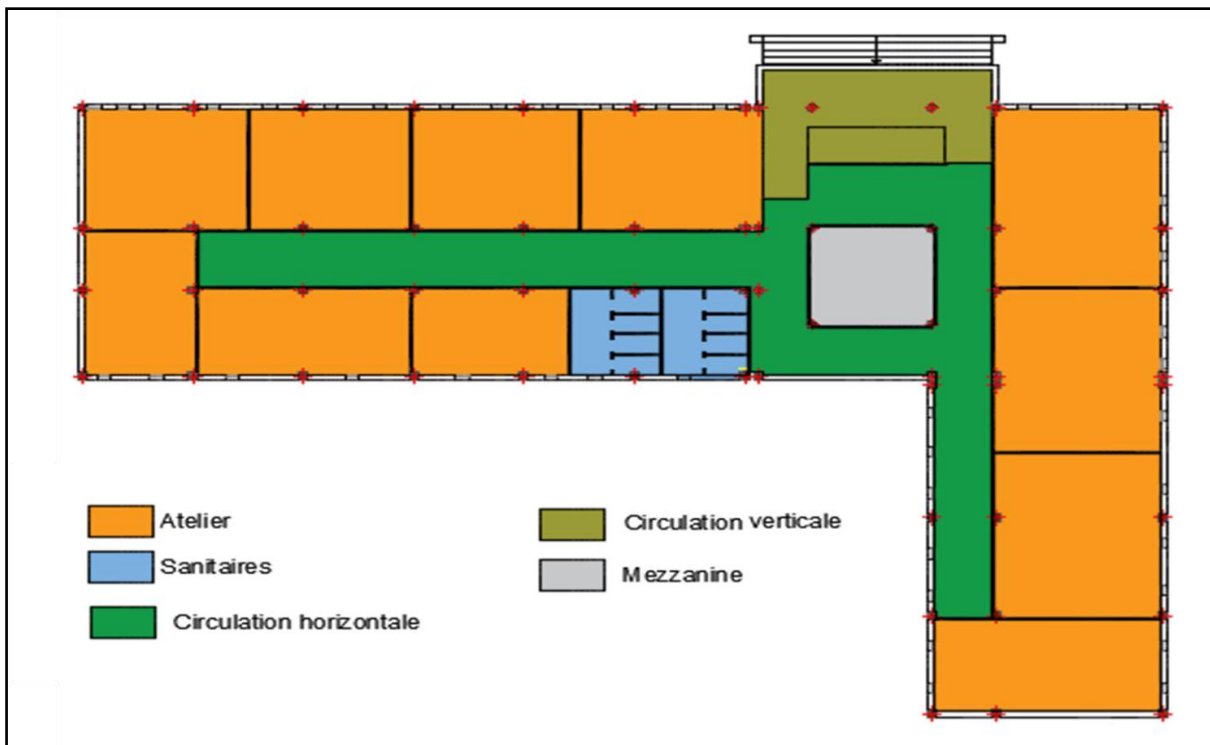 Atelier
Sanitaires
Circulation horizontale
Circulation verticale
Mezzanine